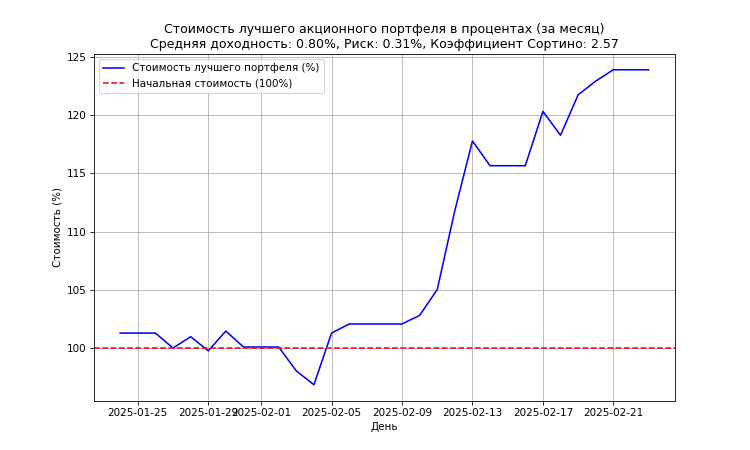 Стоимость лучшего акционного портфеля в процентах (за месяц)
Средняя доходность: 0.80%, Риск: 0.31%, Коэффициент Сортино: 2.57
Стоимость лучшего портфеля (%)
Начальная стоимость (100%)
Стоимость (%)
125
120
115
110
105
100
2025-01-25 2025-01-29 2025-02-01 2025-02-05 2025-02-09 2025-02-13 2025-02-17 2025-02-21
День